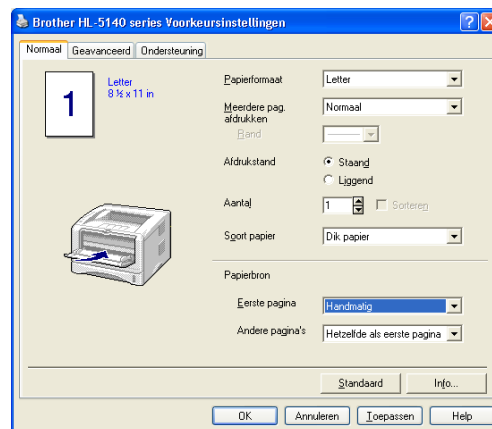 Brother HL-5140 series Voorkeursinstellingen
Normaal Geavanceerd Ondersteuning
1
Letter
8 ½ x 11 in
Papierformaat Letter
Meerdere pag. afdrukken Normaal
Rand
Afdrukstand Staand
Liggend
Aantal 1 Sorteren
Soort papier Dik papier
Papierbron
Eerste pagina Handmatig
Andere pagina's Hetzelfde als eerste pagina
Standaard Info...
OK Annuleren Toepassen Help